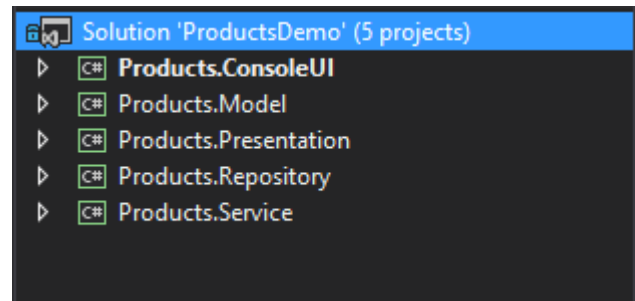 Solution 'ProductsDemo' (5 projects)
C# Products.ConsoleUI
C# Products.Model
C# Products.Presentation
C# Products.Repository
C# Products.Service